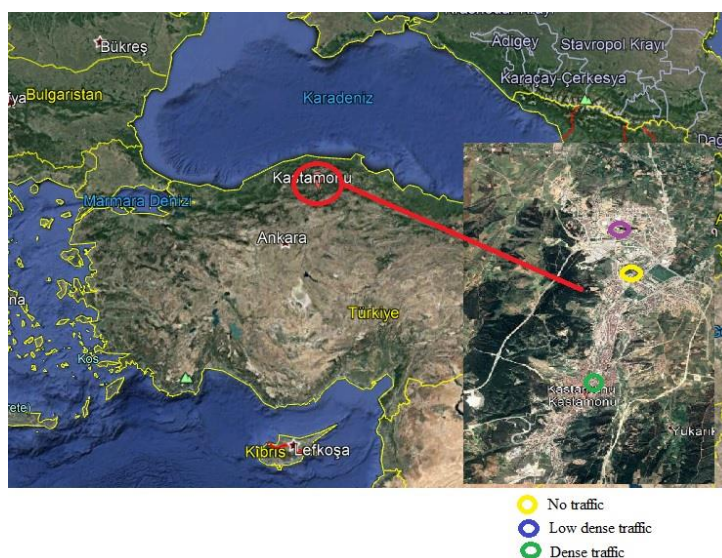 Bükreş
Adıgey
Stavropol Krayı
Karaçay-Çerkesya
Bulgaristan
Karadeniz
Kastamonu
Marmara Denizi
Ankara
Türkiye
Kos
Kıbrıs
Lefkoşa
Kastamonu
Kastamonu
No traffic
Low dense traffic
Dense traffic